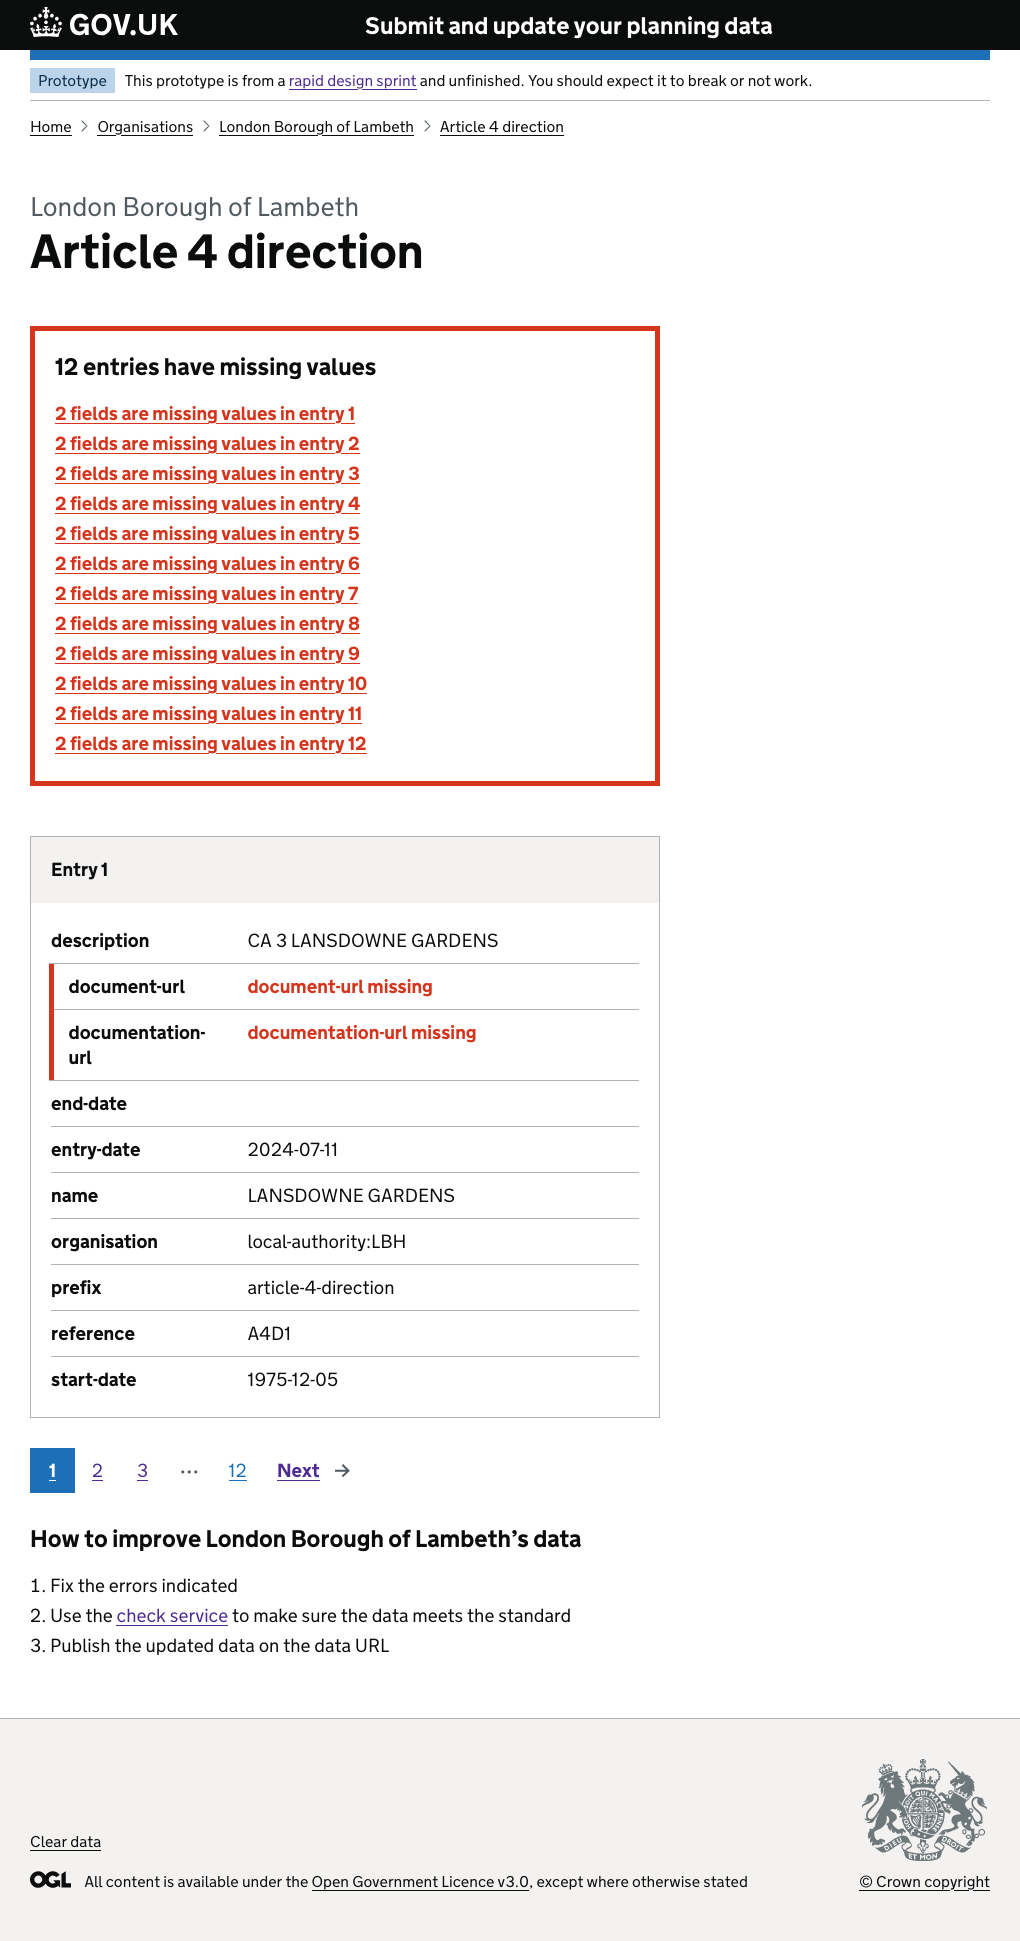 GOV.UK
Submit and update your planning data
Prototype
This prototype is from a rapid design sprint and unfinished. You should expect it to break or not work.
Home
Organisations
London Borough of Lambeth
Article 4 direction
London Borough of Lambeth
Article 4 direction
12 entries have missing values
2 fields are missing values in entry 1
2 fields are missing values in entry 2
2 fields are missing values in entry 3
2 fields are missing values in entry 4
2 fields are missing values in entry 5
2 fields are missing values in entry 6
2 fields are missing values in entry 7
2 fields are missing values in entry 8
2 fields are missing values in entry 9
2 fields are missing values in entry 10
2 fields are missing values in entry 11
2 fields are missing values in entry 12
Entry 1
description CA 3 LANSDOWNE GARDENS
document-url document-url missing
documentation- documentation-url missing
url
end-date
entry-date 2024-07-11
name LANSDOWNE GARDENS
organisation local-authority:LBH
prefix article-4-direction
reference A4D1
start-date 1975-12-05
1 2 3 ⋯ 12 Next →
How to improve London Borough of Lambeth’s data
1. Fix the errors indicated
2. Use the check service to make sure the data meets the standard
3. Publish the updated data on the data URL
Clear data
OGL All content is available under the Open Government Licence v3.0, except where otherwise stated
DIEU ET MON DROIT
© Crown copyright